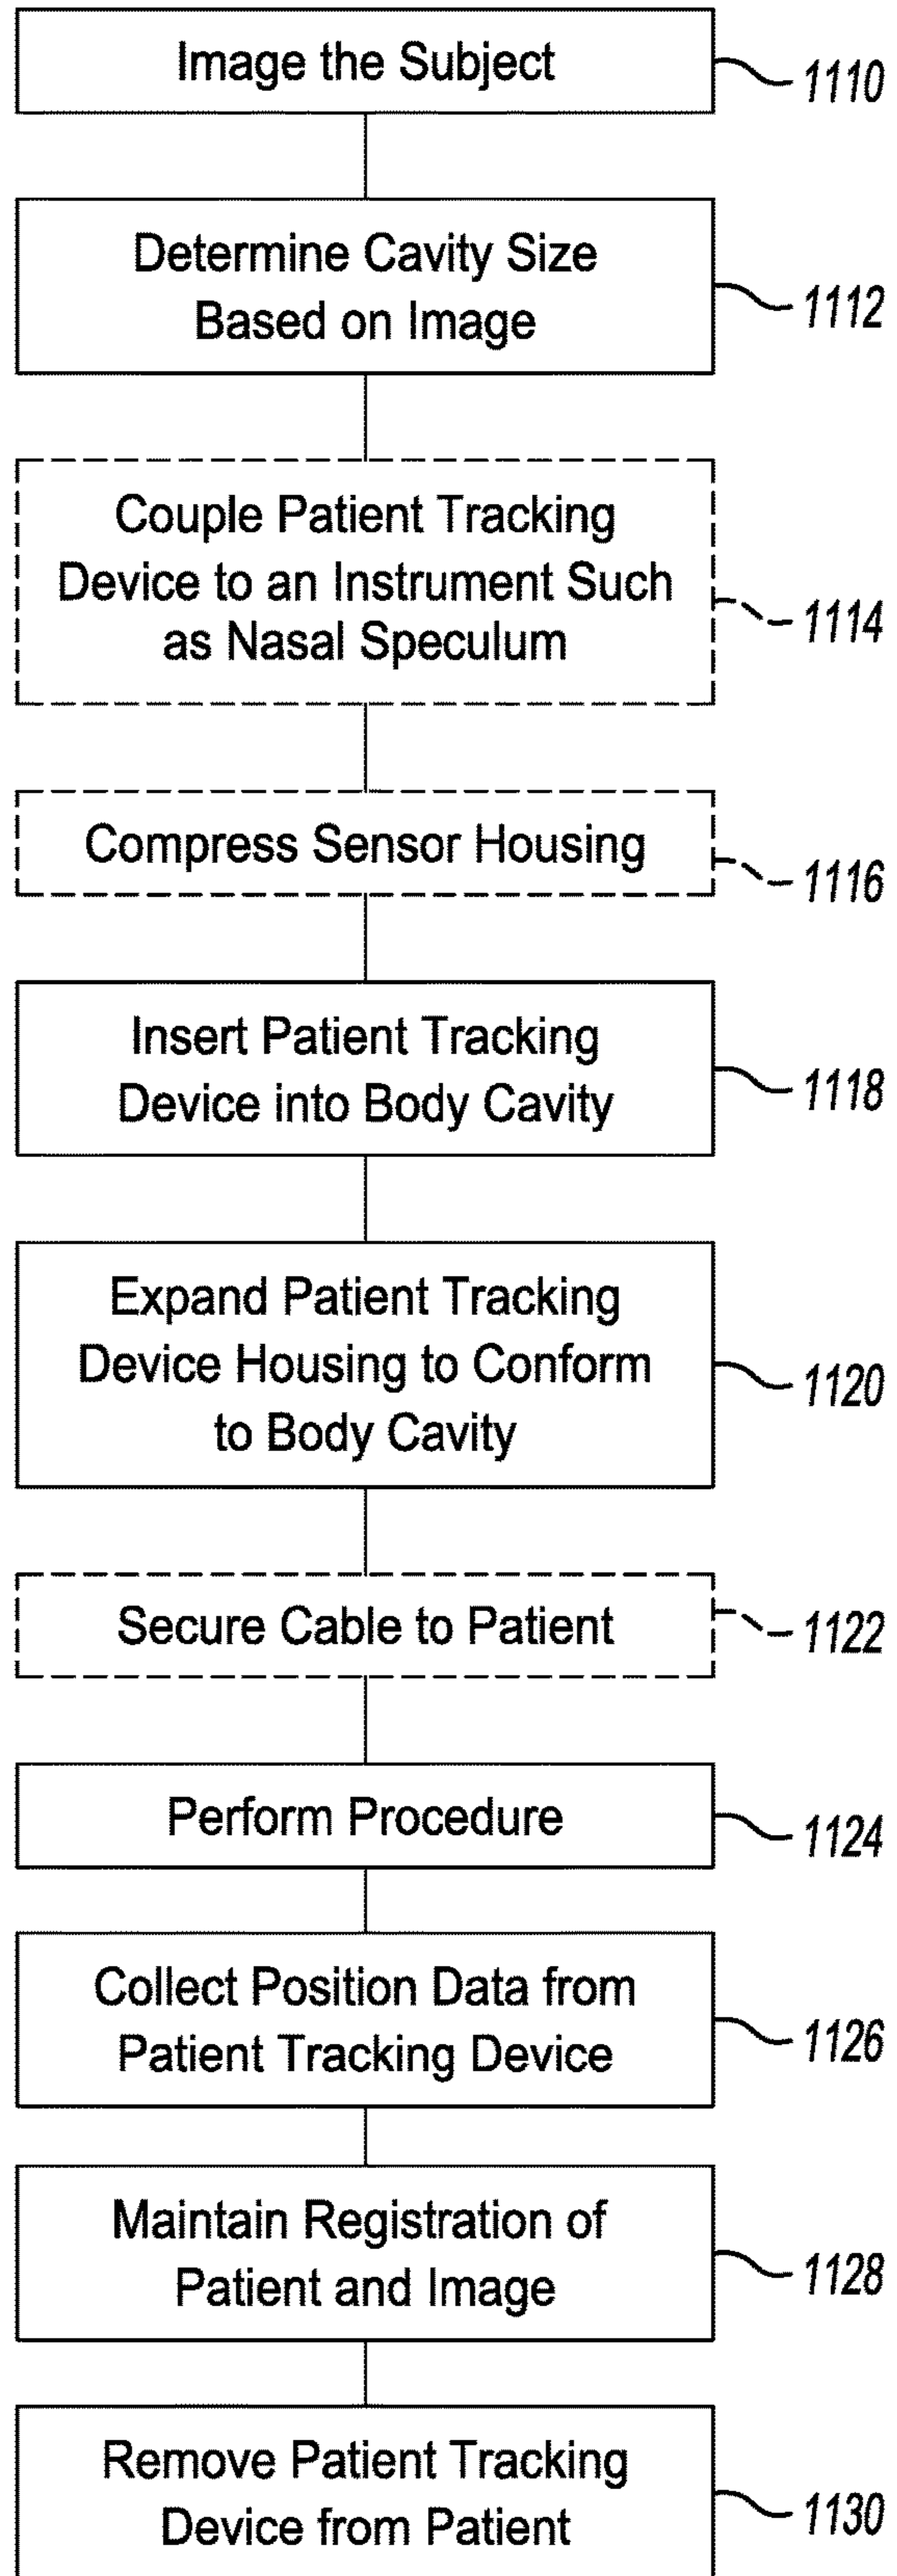 Image the Subject
1110
Determine Cavity Size
Based on Image
1112
Couple Patient Tracking
Device to an Instrument Such
as Nasal Speculum
1114
Compress Sensor Housing
1116
Insert Patient Tracking
Device into Body Cavity
1118
Expand Patient Tracking
Device Housing to Conform
to Body Cavity
1120
Secure Cable to Patient
1122
Perform Procedure
1124
Collect Position Data from
Patient Tracking Device
1126
Maintain Registration of
Patient and Image
1128
Remove Patient Tracking
Device from Patient
1130